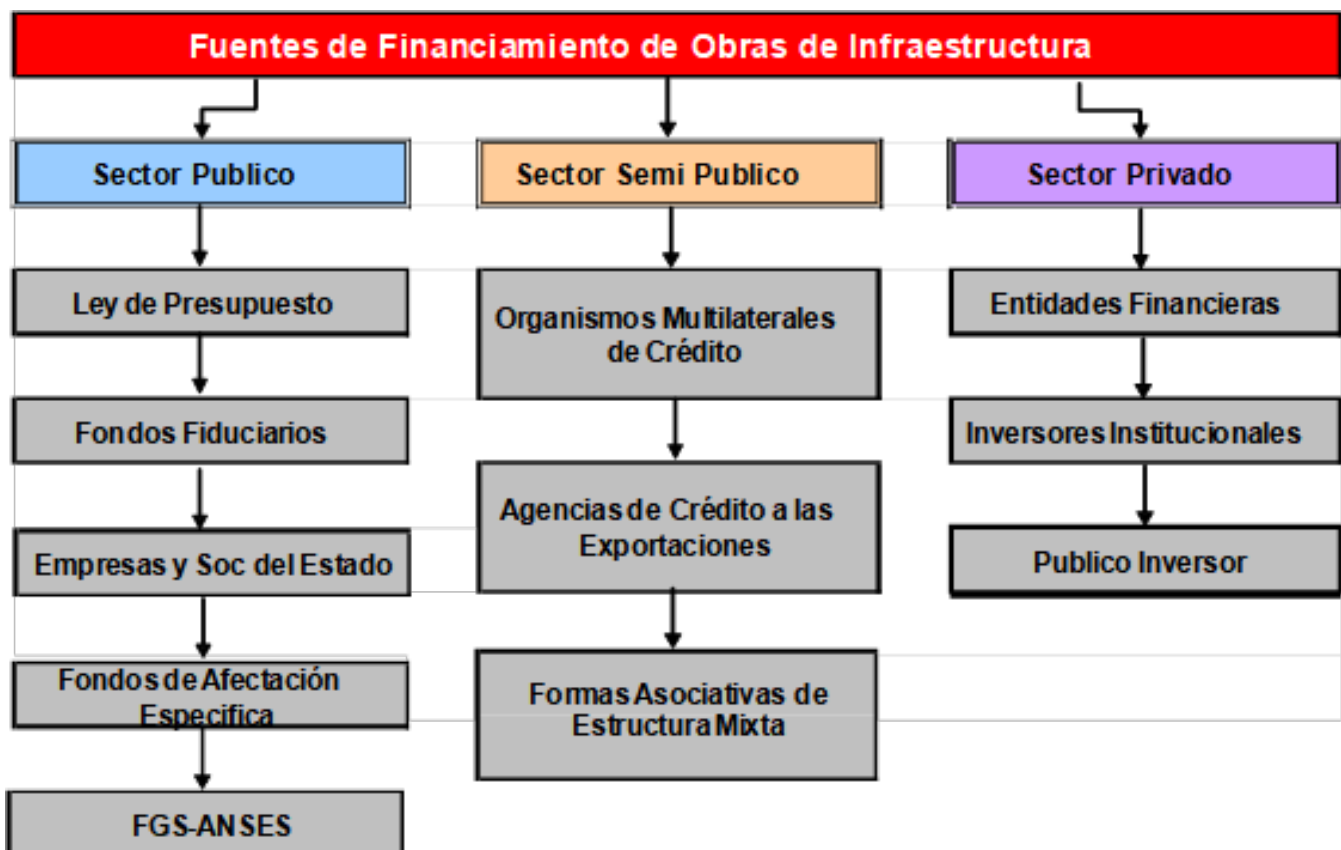 Fuentes de Financiamiento de Obras de Infraestructura
Sector Publico
Ley de Presupuesto
Fondos Fiduciarios
Empresas y Soc del Estado
Fondos de Afectación
Especifica
FGS-ANSES
Sector Semi Publico
Organismos Multilaterales
de Crédito
Agencias de Crédito a las
Exportaciones
Formas Asociativas de
Estructura Mixta
Sector Privado
Entidades Financieras
Inversores Institucionales
Publico Inversor